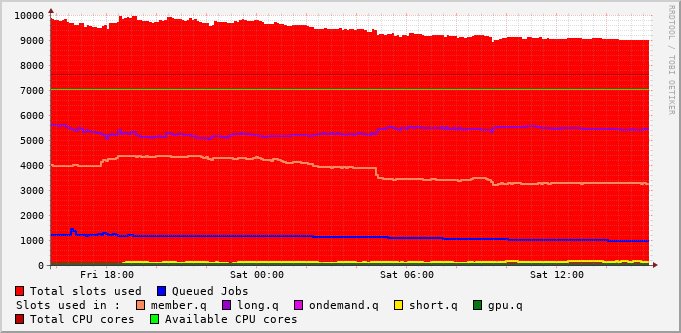 10000
9000
8000
7000
6000
5000
4000
3000
2000
1000
0
Fri 18:00 Sat 00:00 Sat 06:00 Sat 12:00
Total slots used Queued Jobs
Slots used in : member.q long.q ondemand.q short.q gpu.q
Total CPU cores Available CPU cores
RRDTOOL / TOBI OETIKER